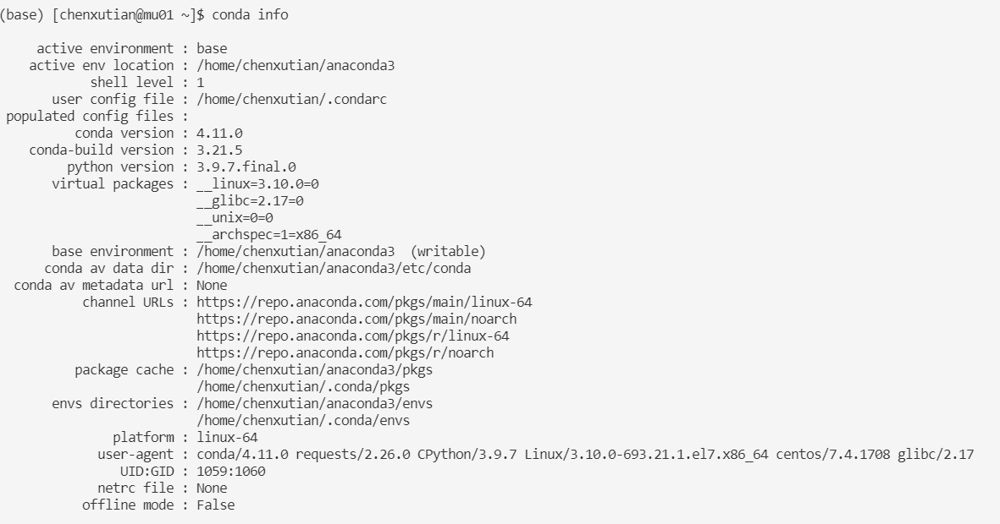 (base) [chenxutian@mu01 ~]$ conda info
active environment : base
active env location : /home/chenxutian/anaconda3
shell level : 1
user config file : /home/chenxutian/.condarc
populated config files :
conda version : 4.11.0
conda-build version : 3.21.5
python version : 3.9.7.final.0
virtual packages : __linux=3.10.0=0
__glibc=2.17=0
__unix=0=0
__archspec=1=x86_64
base environment : /home/chenxutian/anaconda3  (writable)
conda av data dir : /home/chenxutian/anaconda3/etc/conda
conda av metadata url : None
channel URLs : https://repo.anaconda.com/pkgs/main/linux-64
https://repo.anaconda.com/pkgs/main/noarch
https://repo.anaconda.com/pkgs/r/linux-64
https://repo.anaconda.com/pkgs/r/noarch
package cache : /home/chenxutian/anaconda3/pkgs
/home/chenxutian/.conda/pkgs
envs directories : /home/chenxutian/anaconda3/envs
/home/chenxutian/.conda/envs
platform : linux-64
user-agent : conda/4.11.0 requests/2.26.0 CPython/3.9.7 Linux/3.10.0-693.21.1.el7.x86_64 centos/7.4.1708 glibc/2.17
UID:GID : 1059:1060
netrc file : None
offline mode : False